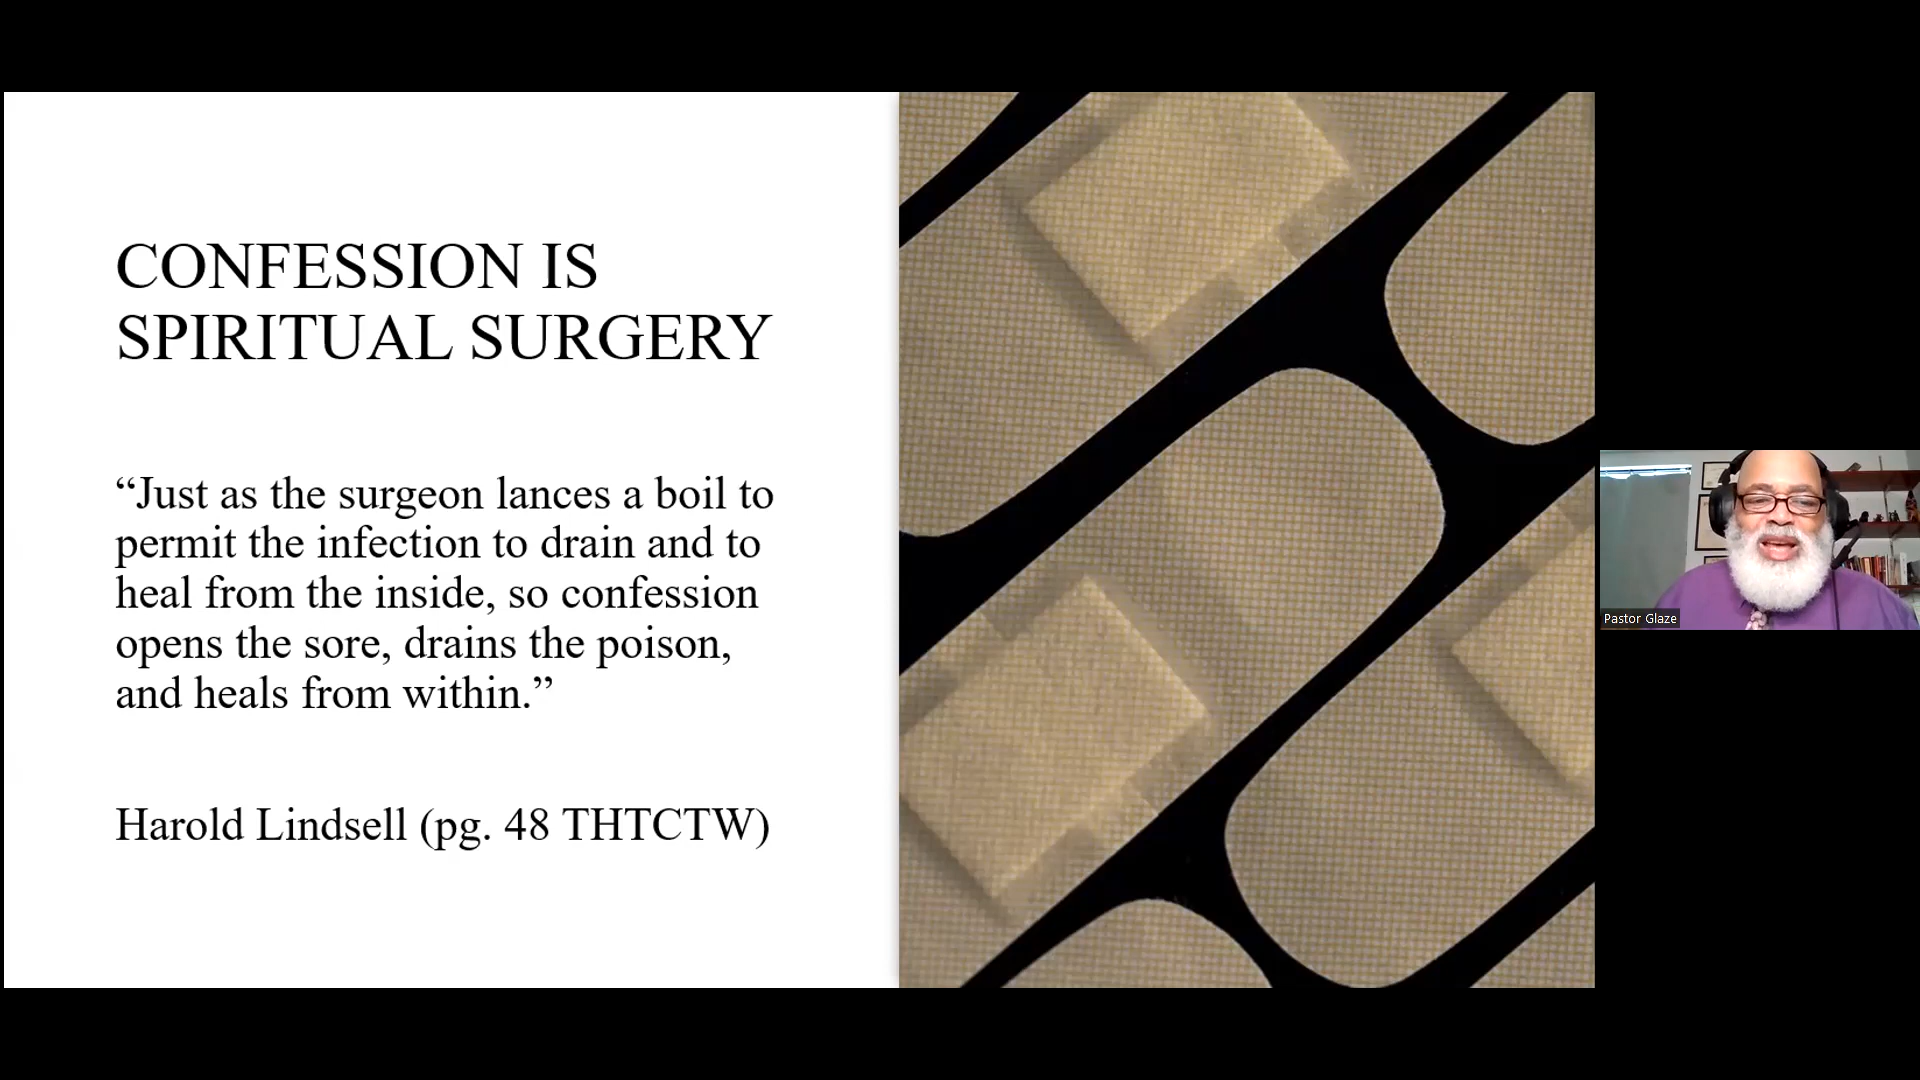 CONFESSION IS
SPIRITUAL SURGERY
“Just as the surgeon lances a boil to
permit the infection to drain and to
heal from the inside, so confession
opens the sore, drains the poison,
and heals from within.”
Harold Lindsell (pg. 48 THTCTW)
Pastor Glaze